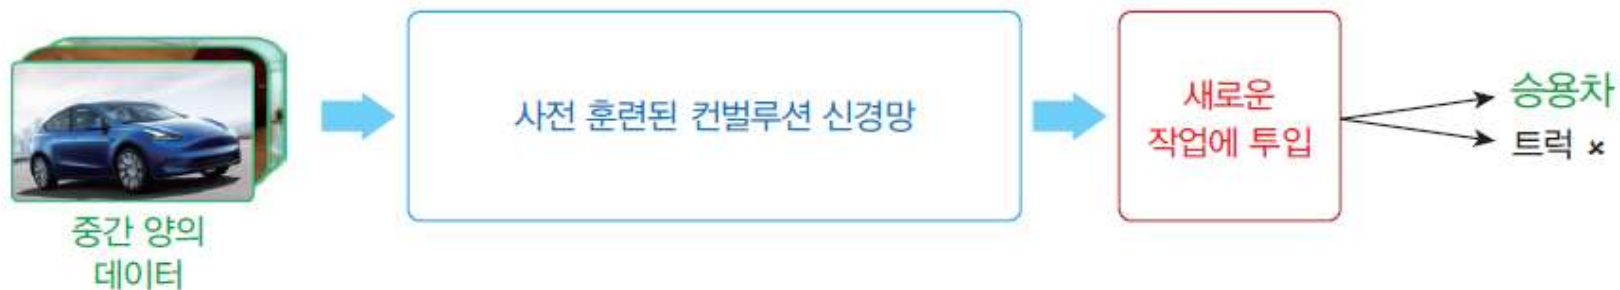 사전 훈련된 컨벌루션 신경망
새로운
작업에 투입
승용차
트럭 ×
중간 양의
데이터